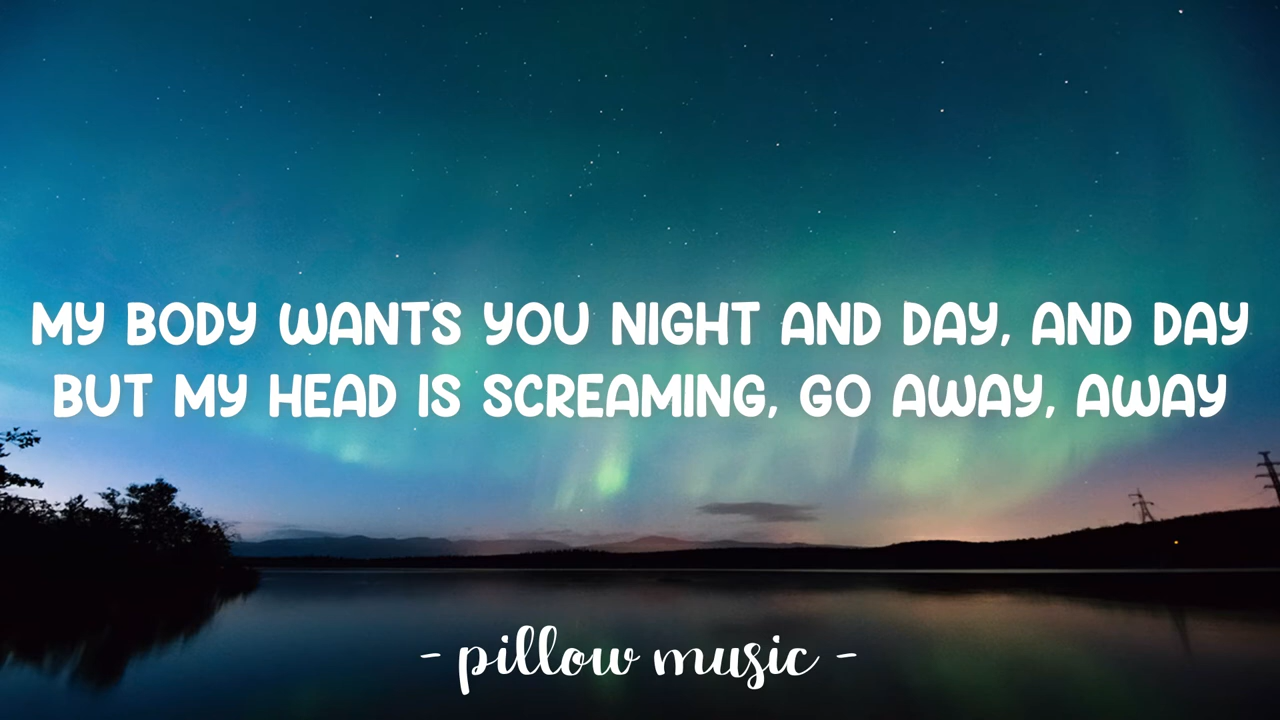 MY BODY WANTS YOU NIGHT AND DAY, AND DAY
BUT MY HEAD IS SCREAMING, GO AWAY, AWAY
- pillow music -